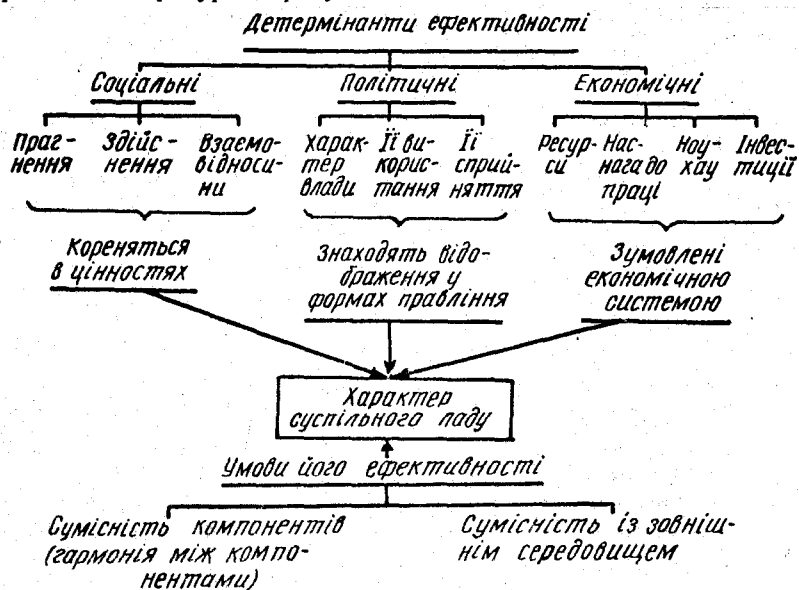 Детермінанти ефективності
Соціальні
Політичні
Економічні
Праг-
нення
Здійс-
нення
Взаємо-
відноси-
ни
Харак-
тер
влади
Її ви-
корис-
тання
Її
сприй-
няття
Ресур-
си
Нас-
нага до
праці
Ноу-
хау
Інвес-
тиції
Кореняться
в цінностях
Знаходять відо-
браження у
формах правління
Зумовлені
економічною
системою
Характер
суспільного ладу
Умови його ефективності
Сумісність компонентів
(гармонія між компо-
нентами)
Сумісність із зовніш-
нім середовищем